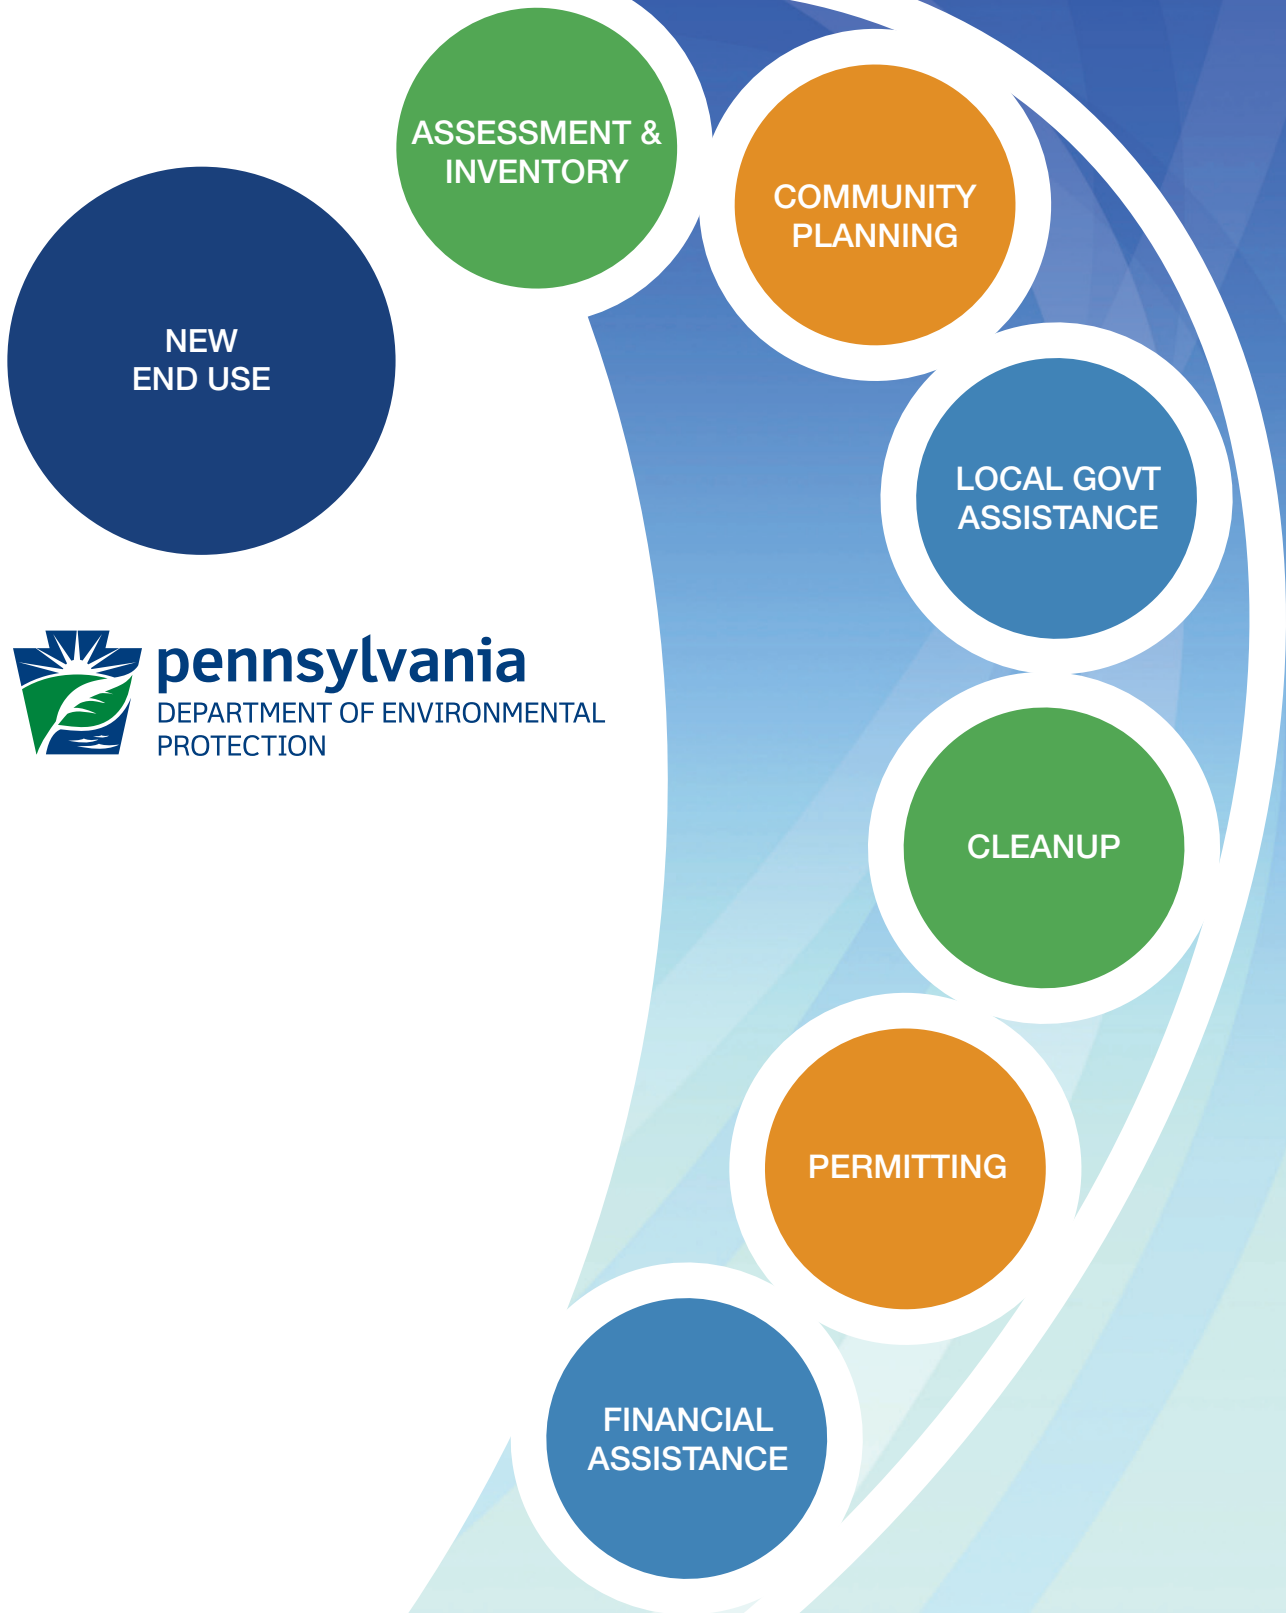 ASSESSMENT &
INVENTORY
COMMUNITY
PLANNING
NEW
END USE
LOCAL GOVT
ASSISTANCE
pennsylvania
DEPARTMENT OF ENVIRONMENTAL
PROTECTION
CLEANUP
PERMITTING
FINANCIAL
ASSISTANCE